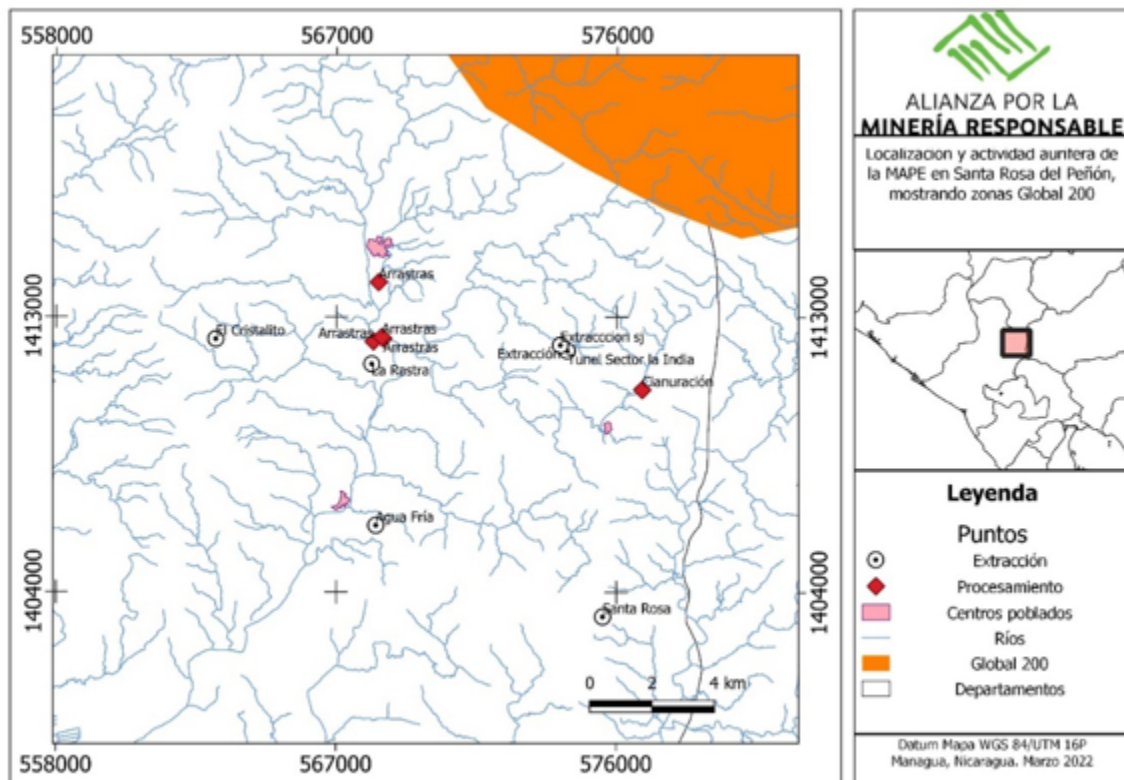 558000 567000 576000
ALIANZA POR LA
MINERÍA RESPONSABLE
Localizacion y actividad aurifera de
la MAPE en Santa Rosa del Peñón,
mostrando zonas Global 200
Arrastras
1413000
1413000
El Cristalito
Arrastras
Arrastras
Arrastras
La Rastra
Extracccion sj
Extracción
Tunel Sector la India
Cianuración
Agua Fría
1404000
1404000
Santa Rosa
0 2 4 km
558000 567000 576000
Leyenda
Puntos
Extracción
Procesamiento
Centros poblados
Ríos
Global 200
Departamentos
Datum Mapa WGS 84/UTM 16P
Managua, Nicaragua. Marzo 2022